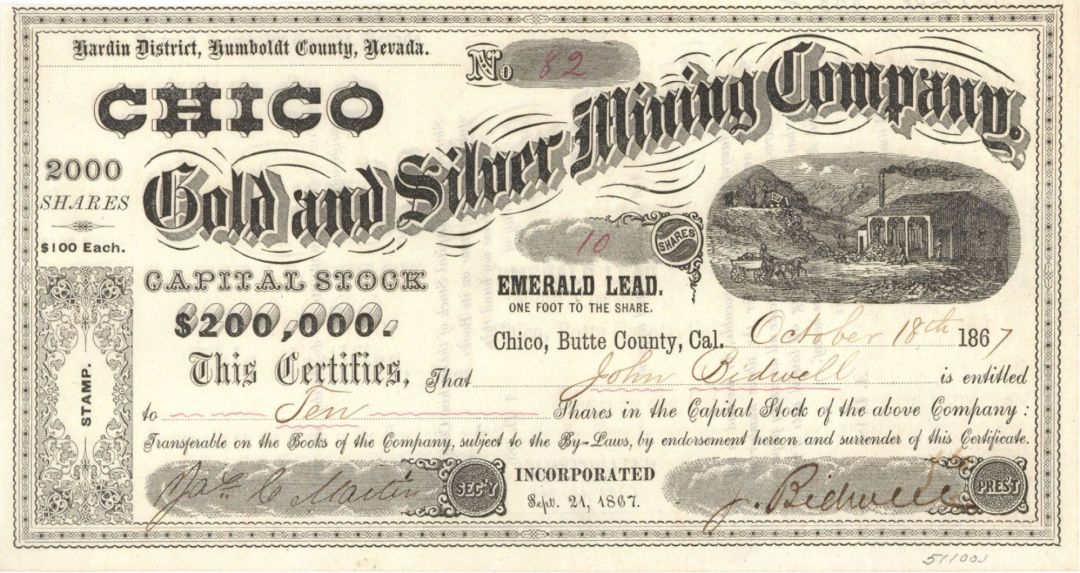 Hardin District, Humboldt County, Nevada.
No 82
CHICO
Gold and Silver Mining Company.
2000
SHARES
$100 Each.
10 SHARES
CAPITAL STOCK
$200,000.
EMERALD LEAD.
ONE FOOT TO THE SHARE.
Chico, Butte County, Cal. October 18th 1867
This Certifies, That John Bidwell is entitled
to Ten Shares in the Capital Stock of the above Company:
Transferable on the Books of the Company, subject to the By-Laws, by endorsement hereon and surrender of this Certificate.
STAMP.
C Martin SEC'Y
INCORPORATED
Sept. 21, 1867.
J. Bidwell PREST
511005